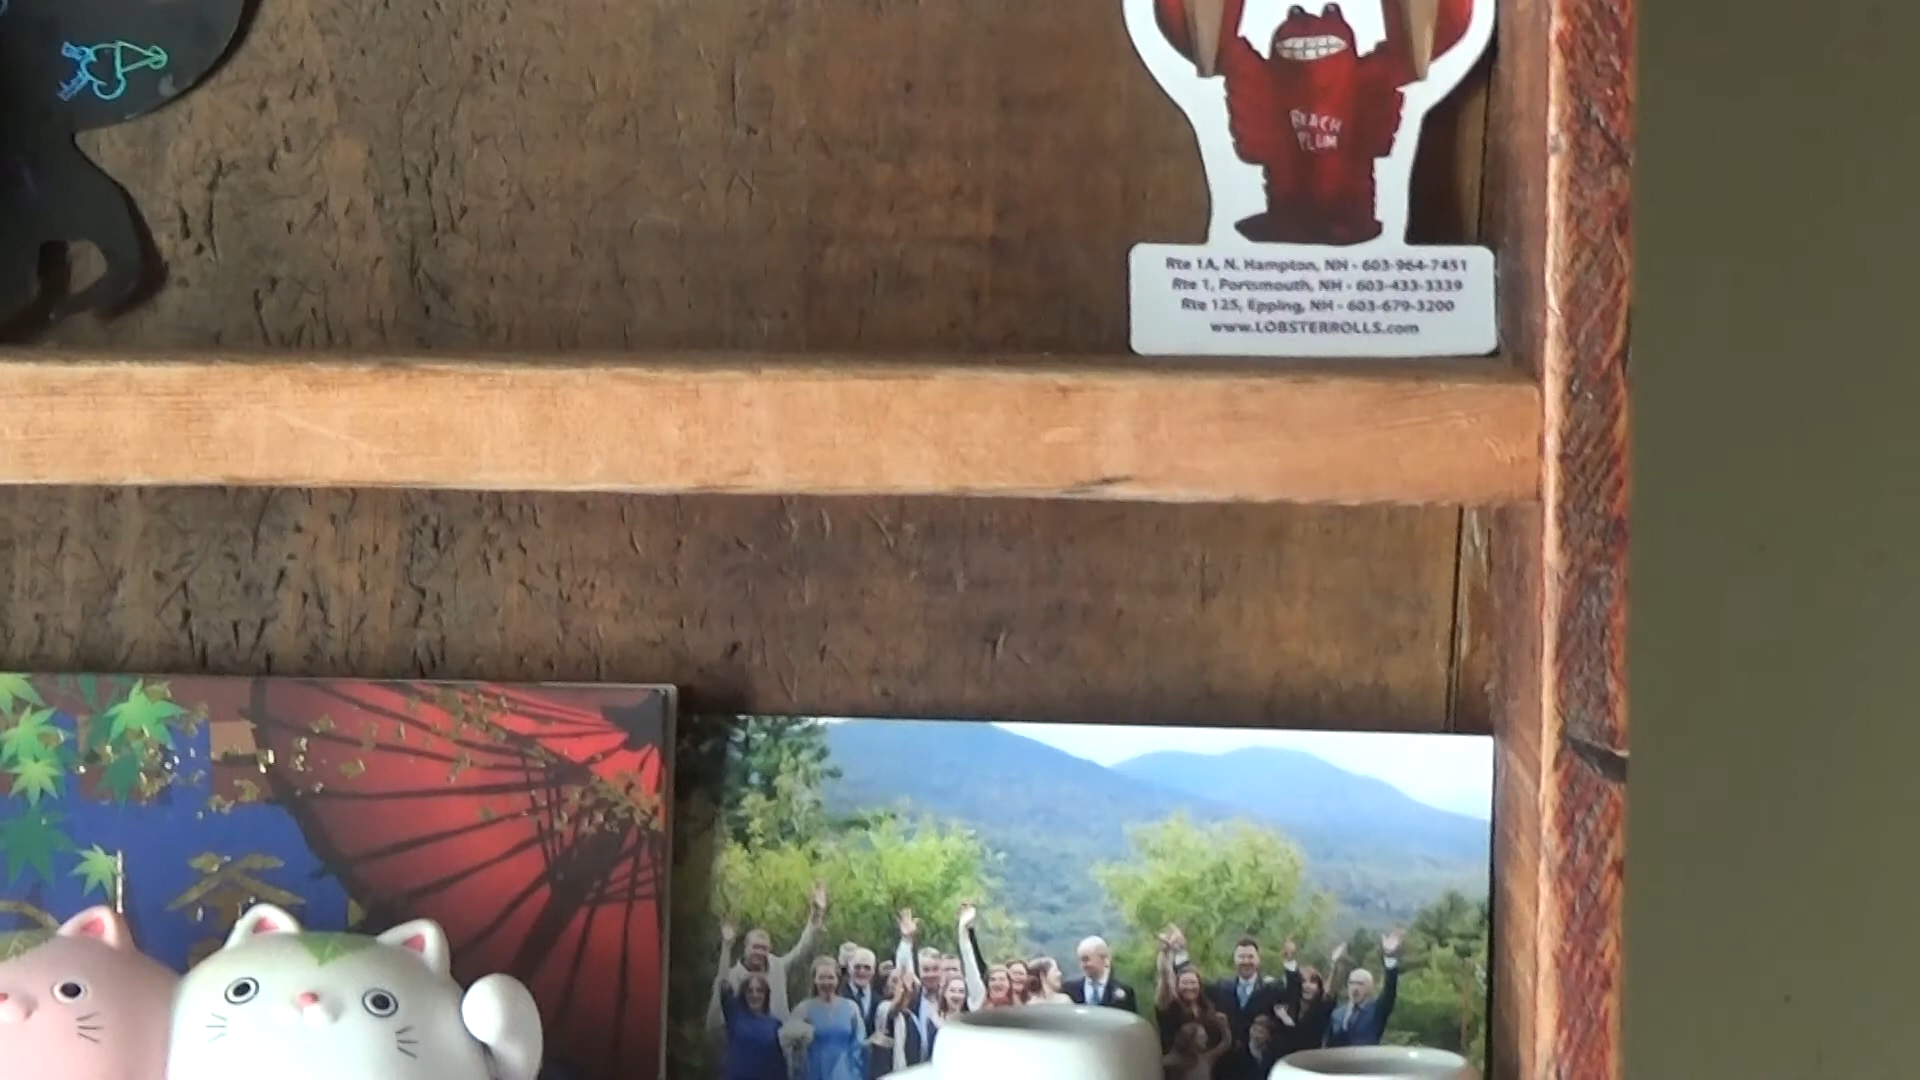 BEACH
PLUM
Rte 1A, N. Hampton, NH - 603-964-7451
Rte 1, Portsmouth, NH - 603-433-3339
Rte 125, Epping, NH - 603-679-3200
www.LOBSTERROLLS.com